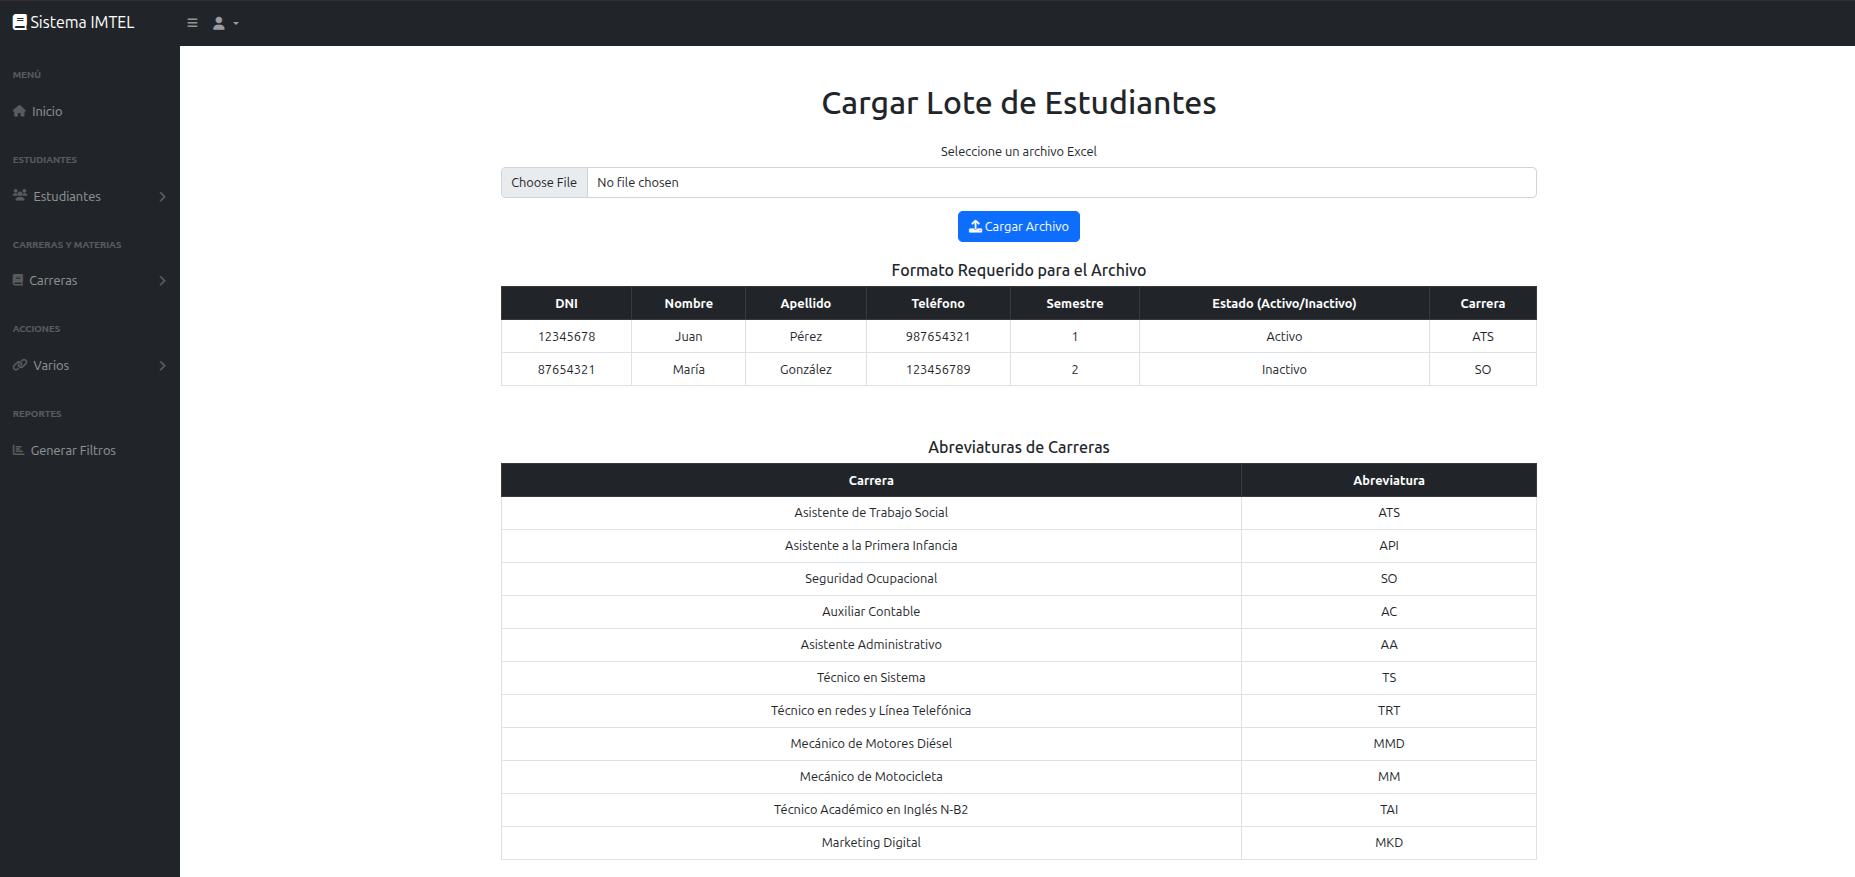 Sistema IMTEL
MENÚ
Inicio
ESTUDIANTES
Estudiantes
CARRERAS Y MATERIAS
Carreras
ACCIONES
Varios
REPORTES
Generar Filtros
Cargar Lote de Estudiantes
Seleccione un archivo Excel
Choose File No file chosen
Cargar Archivo
Formato Requerido para el Archivo
DNI Nombre Apellido Teléfono Semestre Estado (Activo/Inactivo) Carrera
12345678 Juan Pérez 987654321 1 Activo ATS
87654321 María González 123456789 2 Inactivo SO
Abreviaturas de Carreras
Carrera Abreviatura
Asistente de Trabajo Social ATS
Asistente a la Primera Infancia API
Seguridad Ocupacional SO
Auxiliar Contable AC
Asistente Administrativo AA
Técnico en Sistema TS
Técnico en redes y Línea Telefónica TRT
Mecánico de Motores Diésel MMD
Mecánico de Motocicleta MM
Técnico Académico en Inglés N-B2 TAI
Marketing Digital MKD